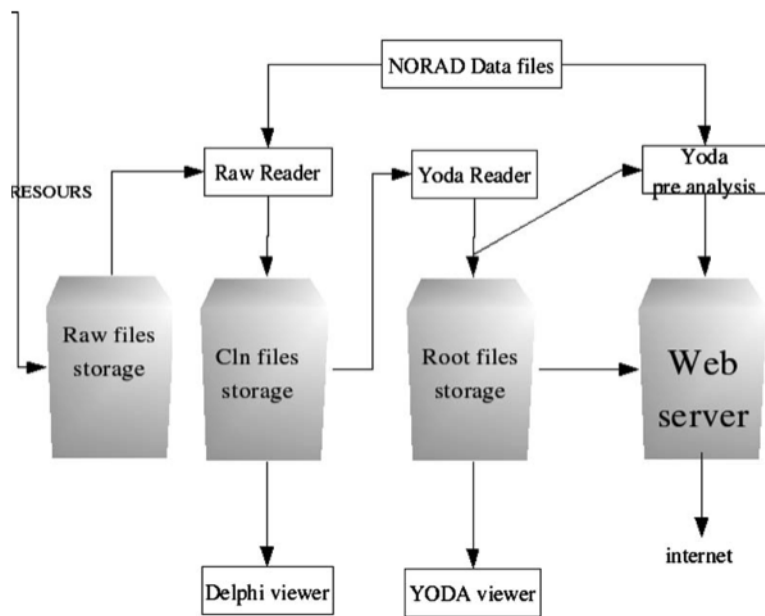 NORAD Data files
Raw Reader
Yoda Reader
Yoda
pre analysis
RESOURS
Raw files
storage
Cln files
storage
Root files
storage
Web
server
internet
Delphi viewer
YODA viewer